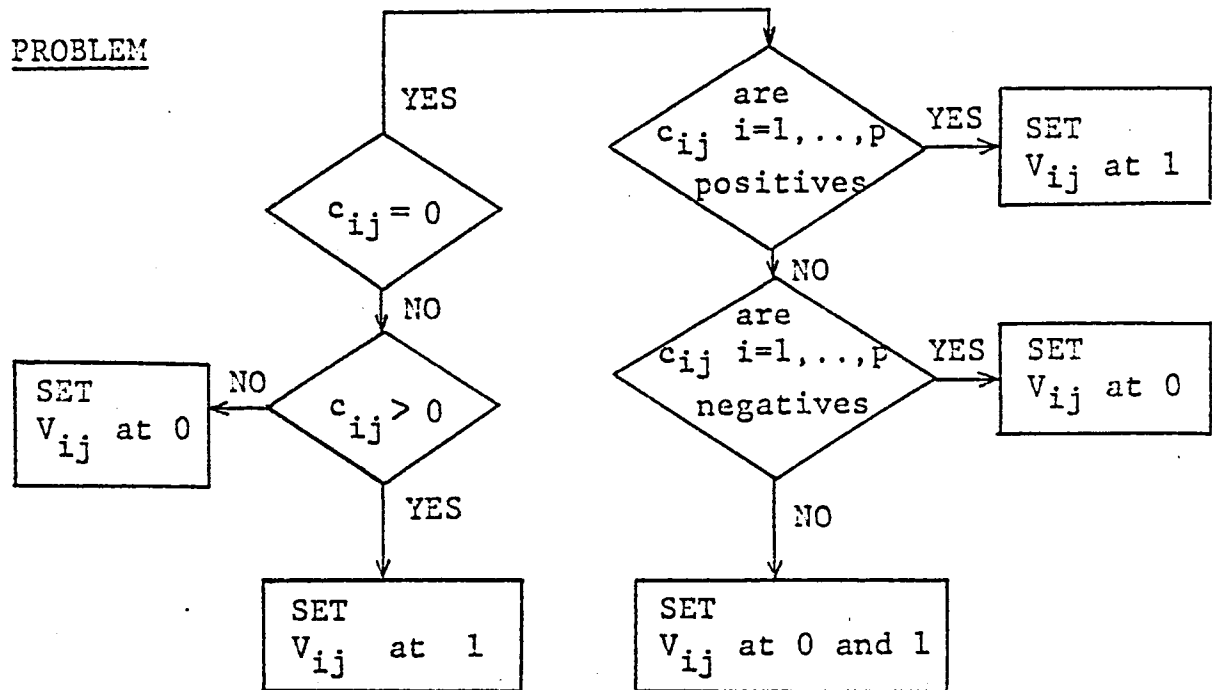 PROBLEM
YES
c_ij = 0
NO
c_ij > 0
NO
SET
V_ij at 0
YES
SET
V_ij at 1
are
c_ij i=1,..,p
positives
YES
SET
V_ij at 1
NO
are
c_ij i=1,..,p
negatives
YES
SET
V_ij at 0
NO
SET
V_ij at 0 and 1